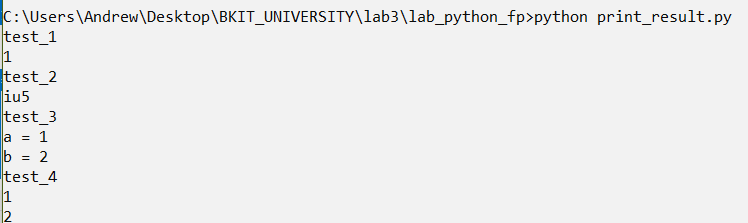 C:\Users\Andrew\Desktop\BKIT_UNIVERSITY\lab3\lab_python_fp>python print_result.py
test_1
1
test_2
iu5
test_3
a = 1
b = 2
test_4
1
2